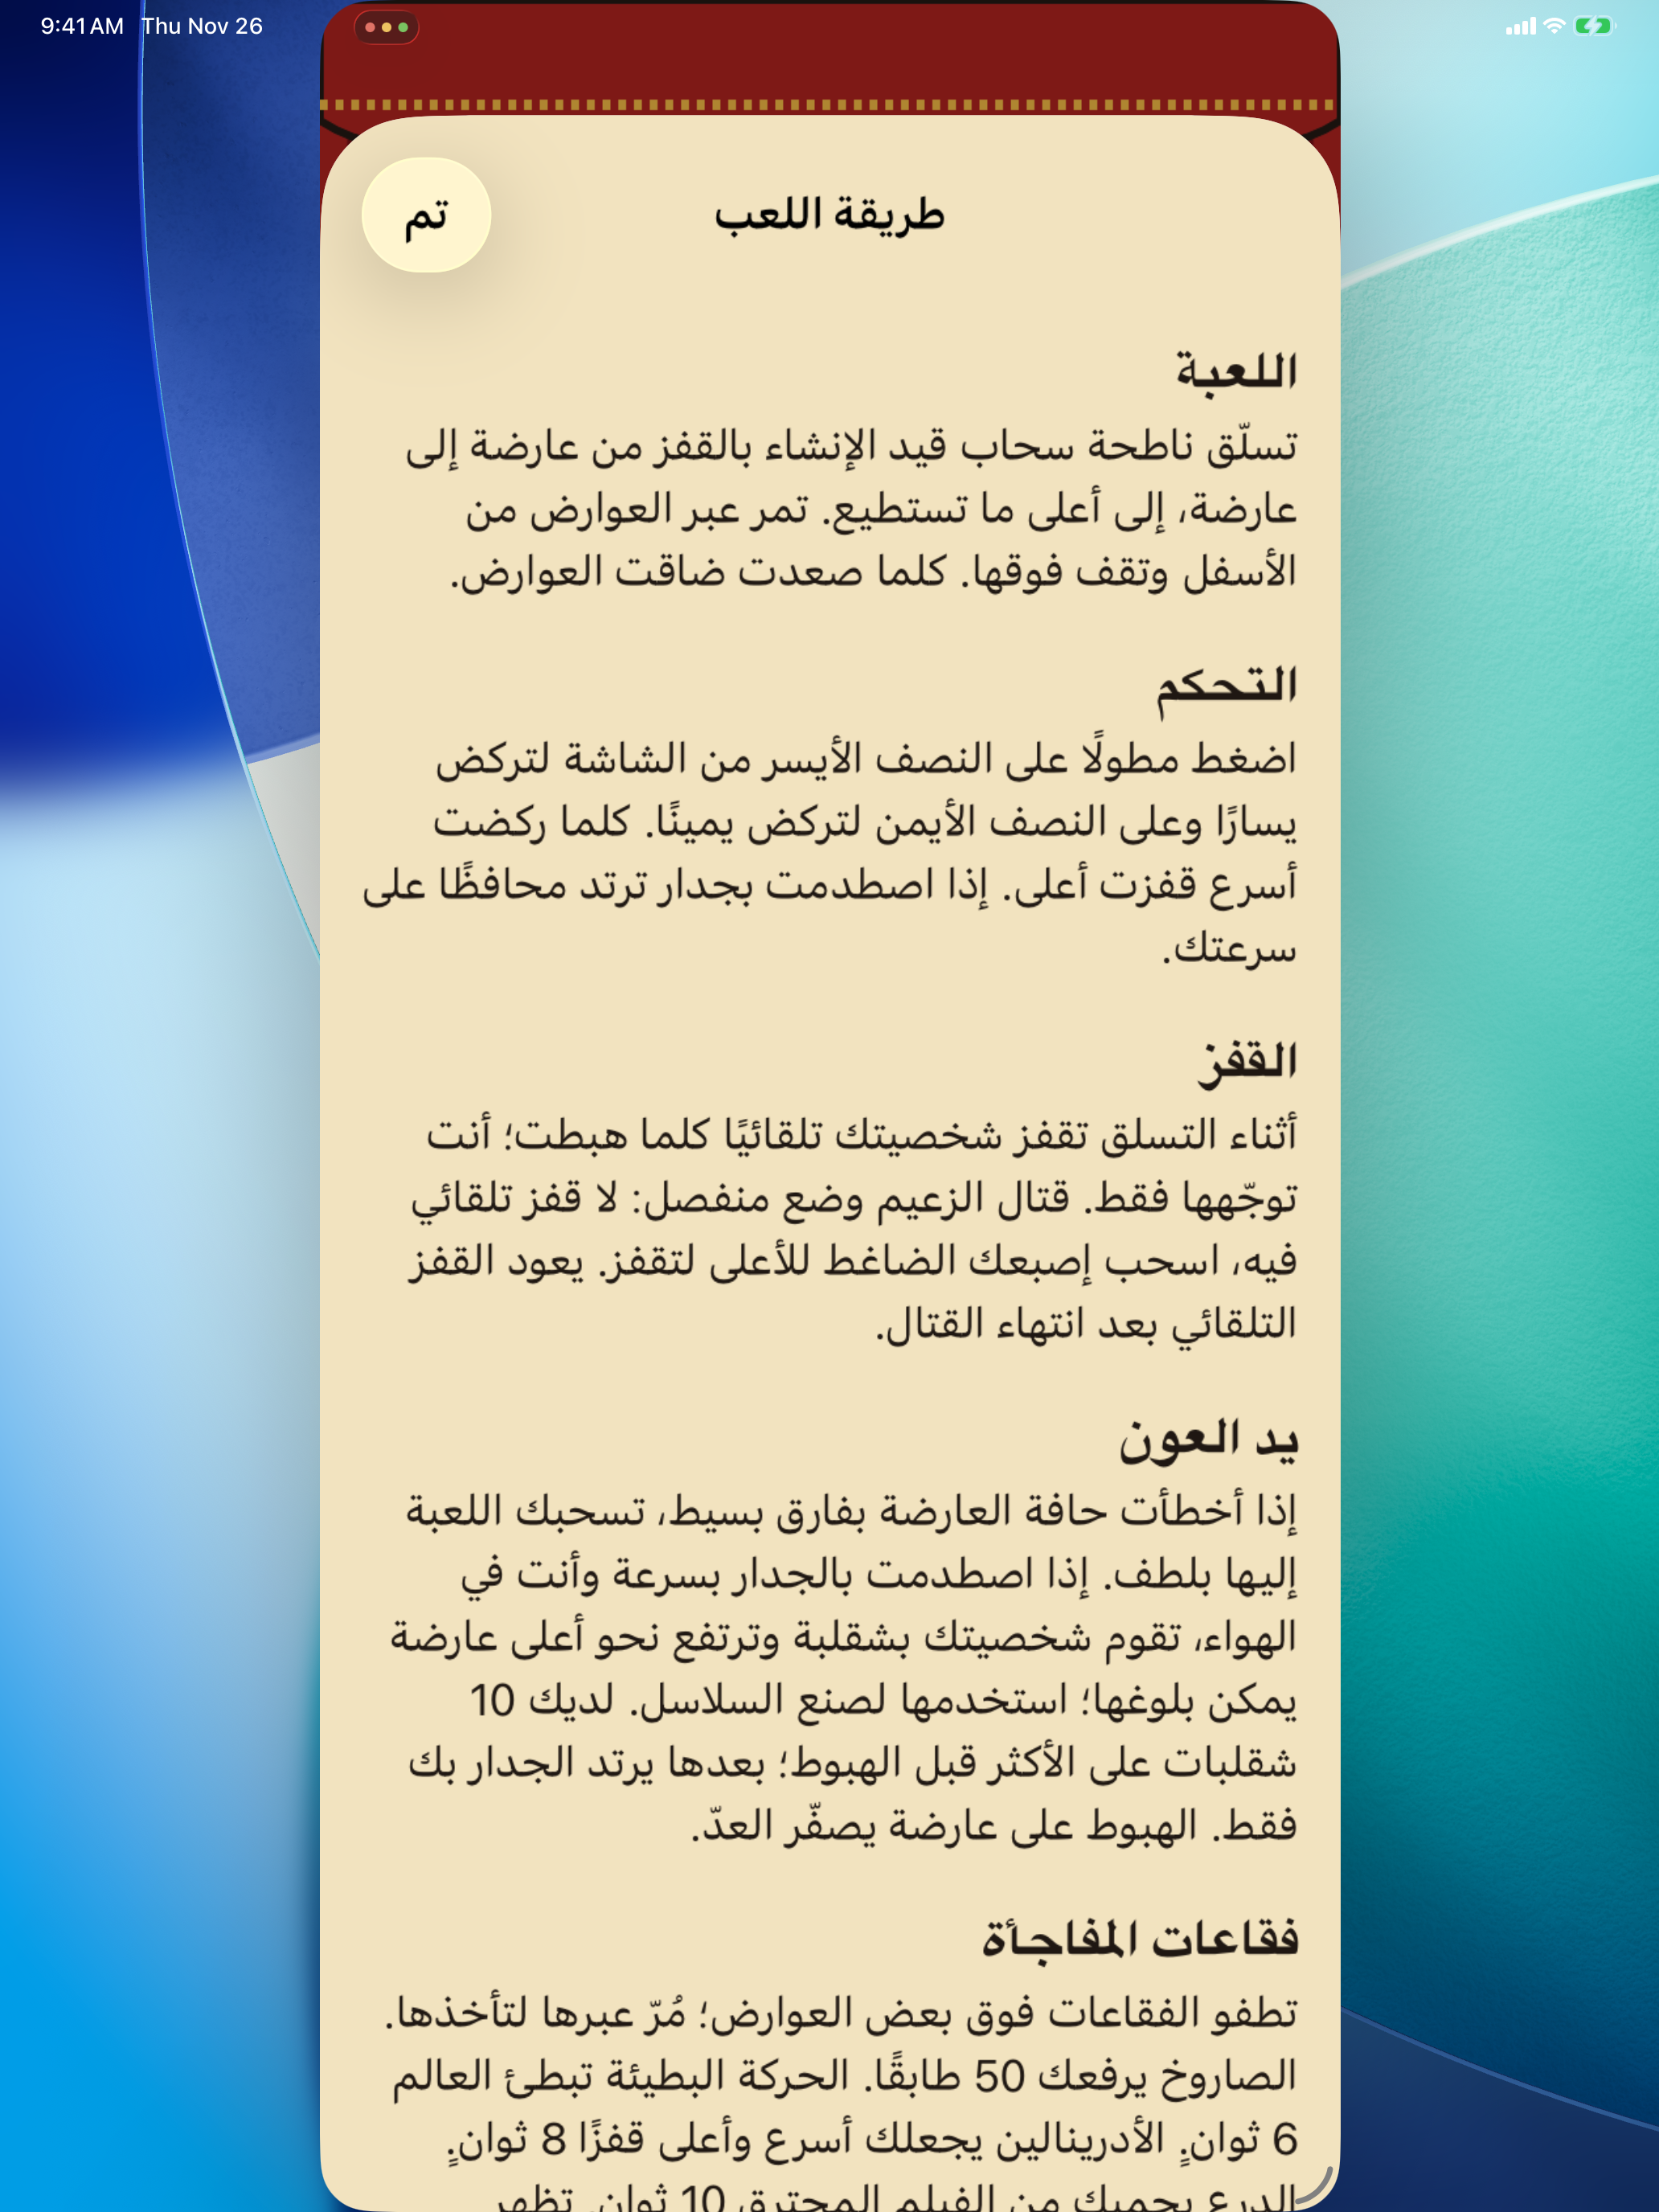 9:41 AM Thu Nov 26
طريقة اللعب
تم
اللعبة
تسلّق ناطحة سحاب قيد الإنشاء بالقفز من عارضة إلى
عارضة، إلى أعلى ما تستطيع. تمر عبر العوارض من
الأسفل وتقف فوقها. كلما صعدت ضاقت العوارض.
التحكم
اضغط مطولًا على النصف الأيسر من الشاشة لتركض
يسارًا وعلى النصف الأيمن لتركض يمينًا. كلما ركضت
أسرع قفزت أعلى. إذا اصطدمت بجدار ترتد محافظًا على
سرعتك.
القفز
أثناء التسلق تقفز شخصيتك تلقائيًا كلما هبطت؛ أنت
توجّهها فقط. قتال الزعيم وضع منفصل: لا قفز تلقائي
فيه، اسحب إصبعك الضاغط للأعلى لتقفز. يعود القفز
التلقائي بعد انتهاء القتال.
يد العون
إذا أخطأت حافة العارضة بفارق بسيط، تسحبك اللعبة
إليها بلطف. إذا اصطدمت بالجدار بسرعة وأنت في
الهواء، تقوم شخصيتك بشقلبة وترتفع نحو أعلى عارضة
يمكن بلوغها؛ استخدمها لصنع السلاسل. لديك 10
شقلبات على الأكثر قبل الهبوط؛ بعدها يرتد الجدار بك
فقط. الهبوط على عارضة يصفّر العدّ.
فقاعات المفاجأة
تطفو الفقاعات فوق بعض العوارض؛ مُرّ عبرها لتأخذها.
الصاروخ يرفعك 50 طابقًا. الحركة البطيئة تبطئ العالم
6 ثوانٍ. الأدرينالين يجعلك أسرع وأعلى قفزًا 8 ثوانٍ.
الدرع يحميك من الفيلم المحترق 10 ثوانٍ. تظهر